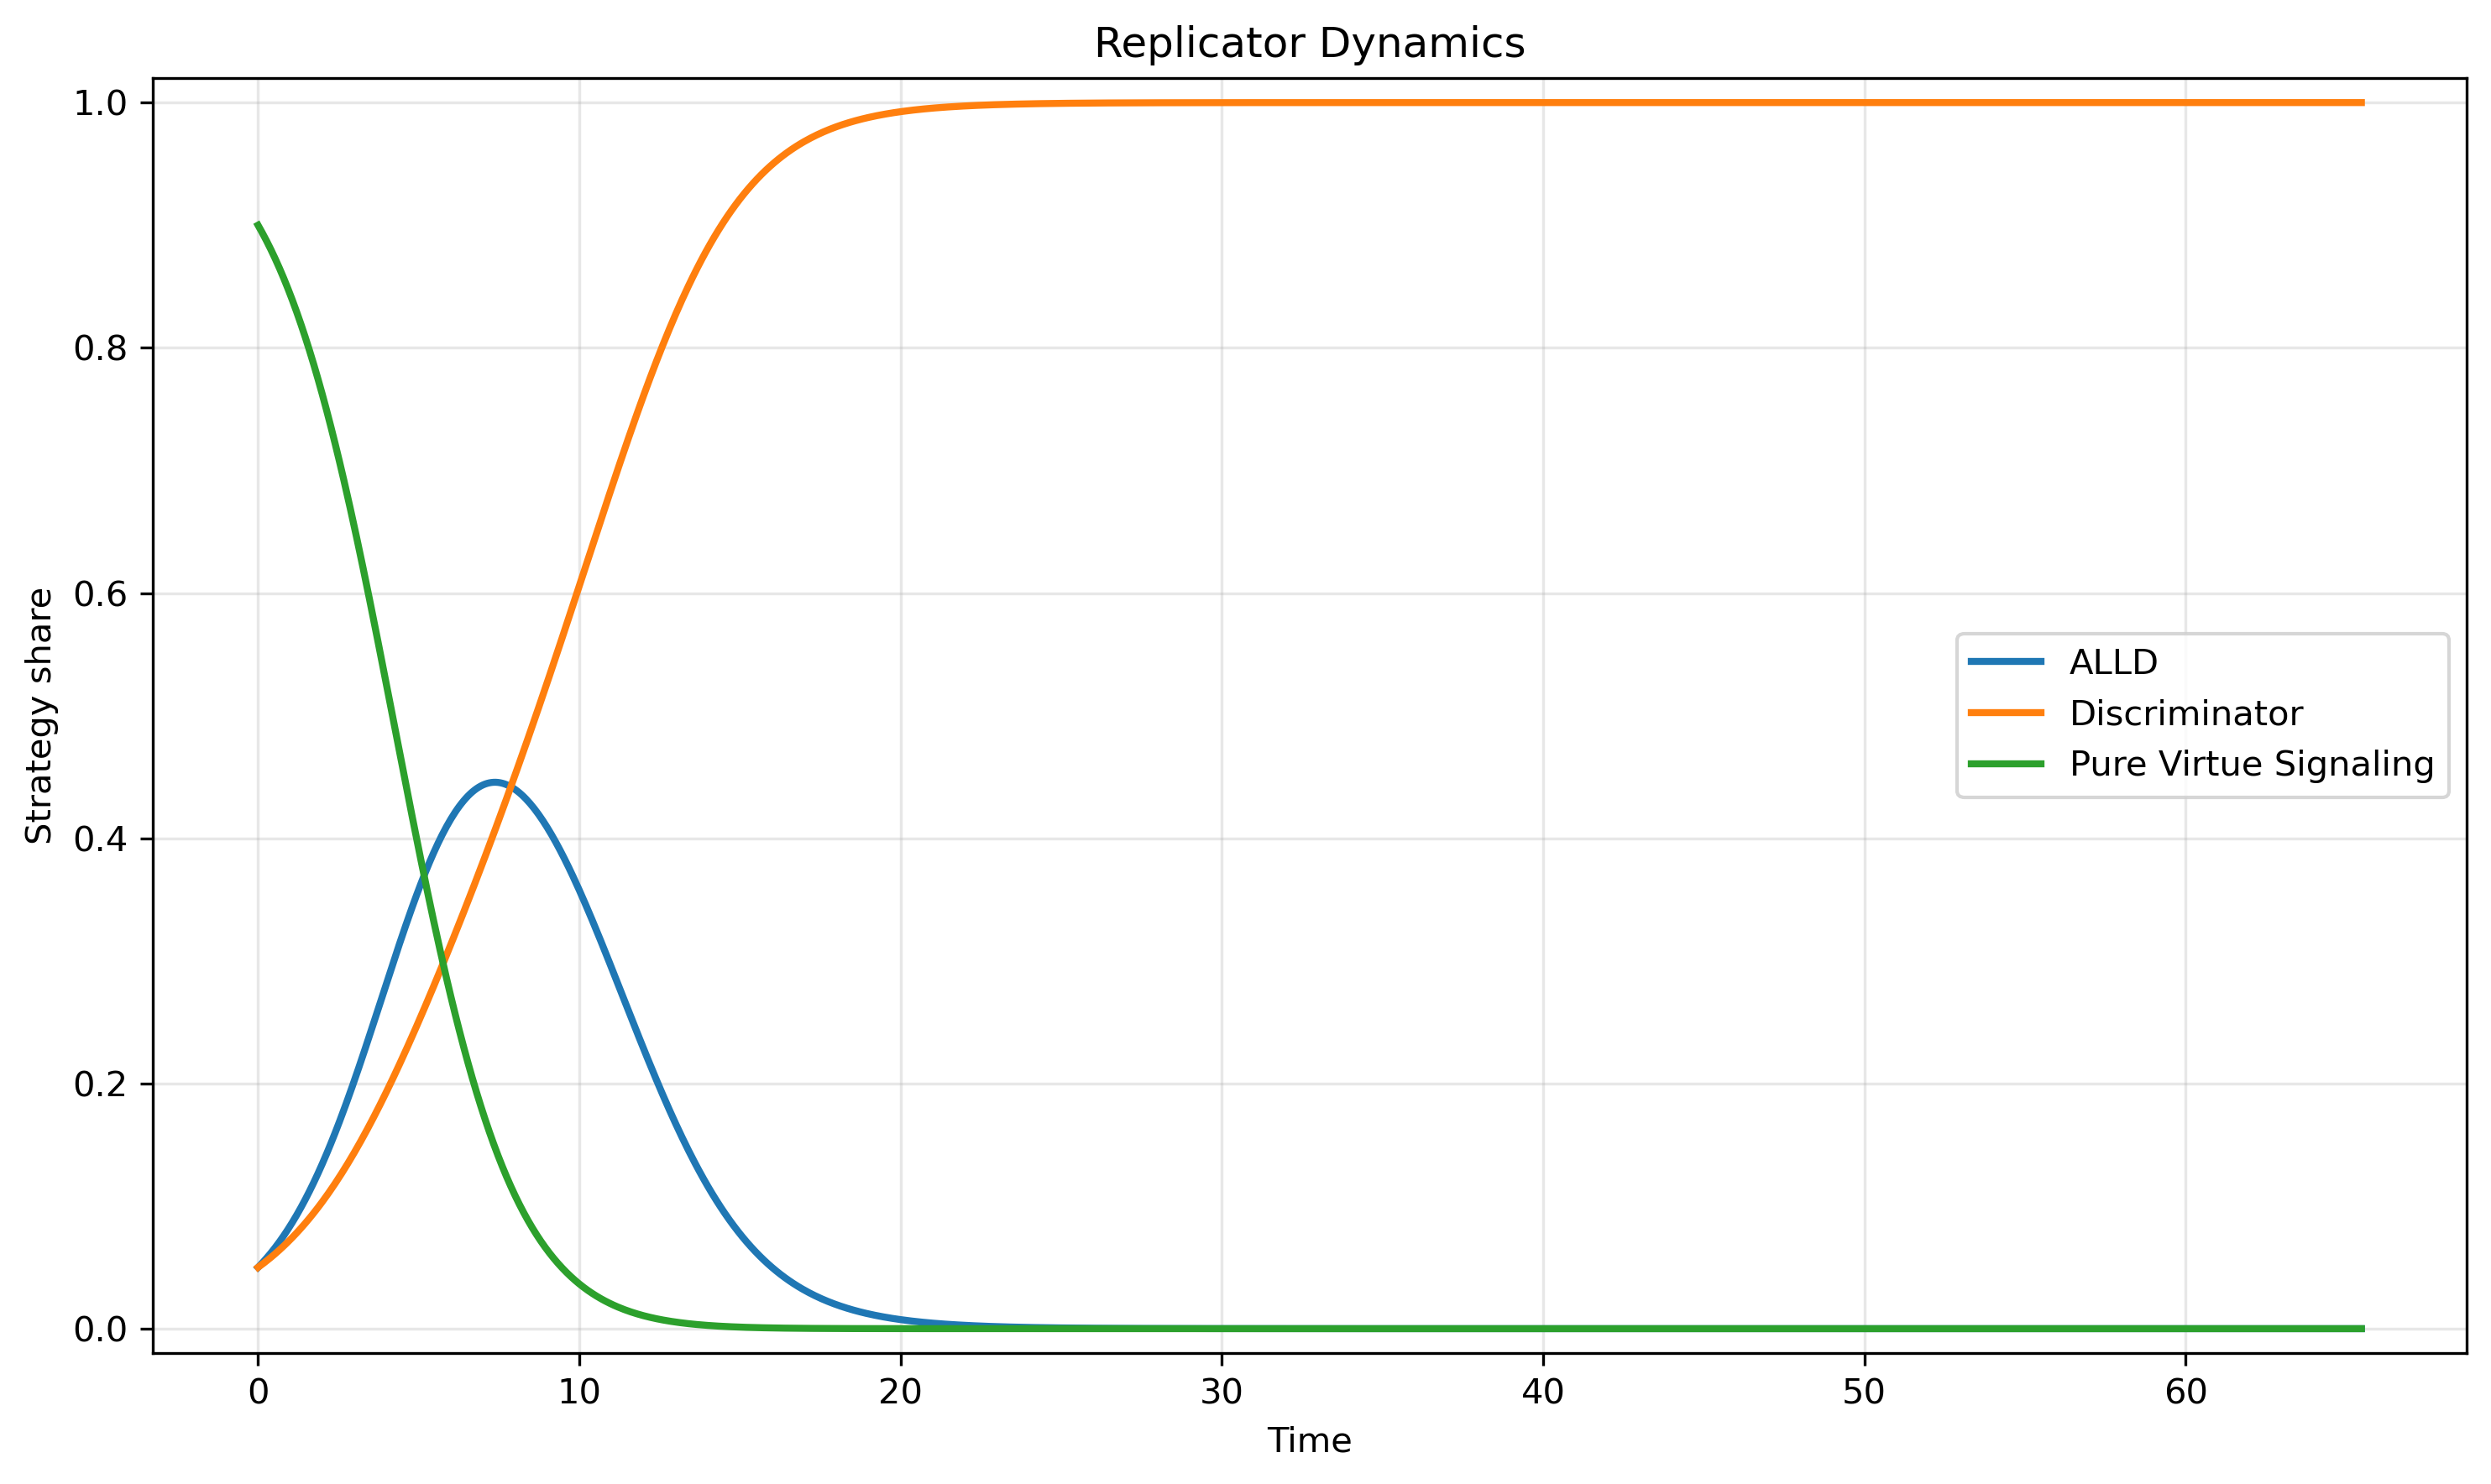 Replicator Dynamics
1.0
0.8
0.6
0.4
0.2
0.0
Strategy share
ALLD
Discriminator
Pure Virtue Signaling
0 10 20 30 40 50 60
Time